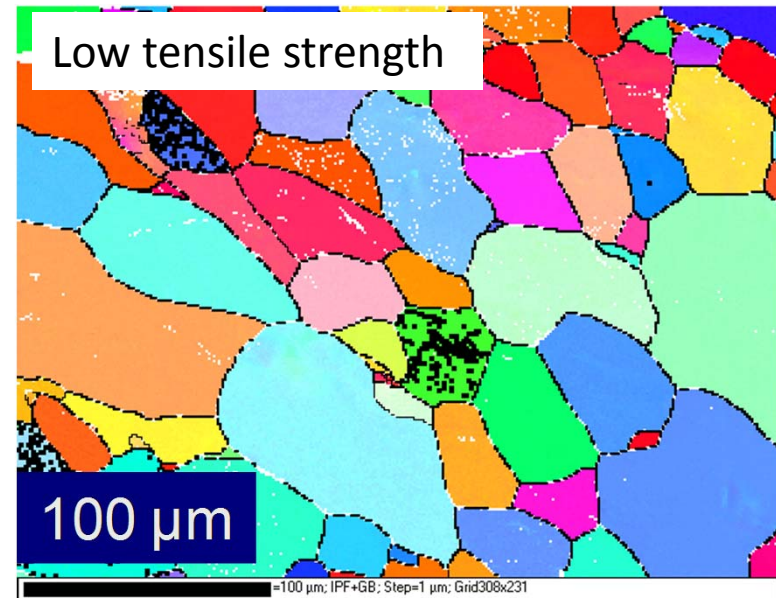 Low tensile strength
100 μm
=100 μm; IPF+GB; Step=1 μm; Grid308x231